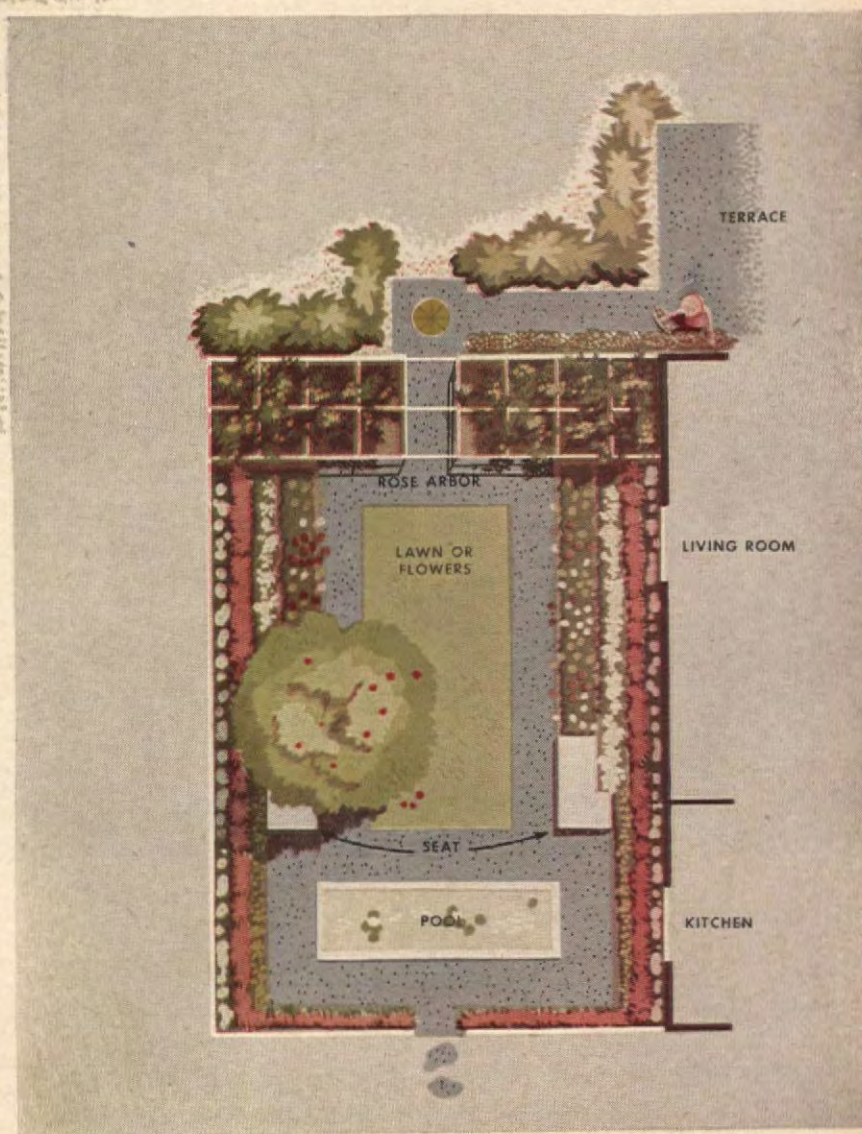 TERRACE
ROSE ARBOR
LAWN OR
FLOWERS
LIVING ROOM
SEAT
POOL
KITCHEN